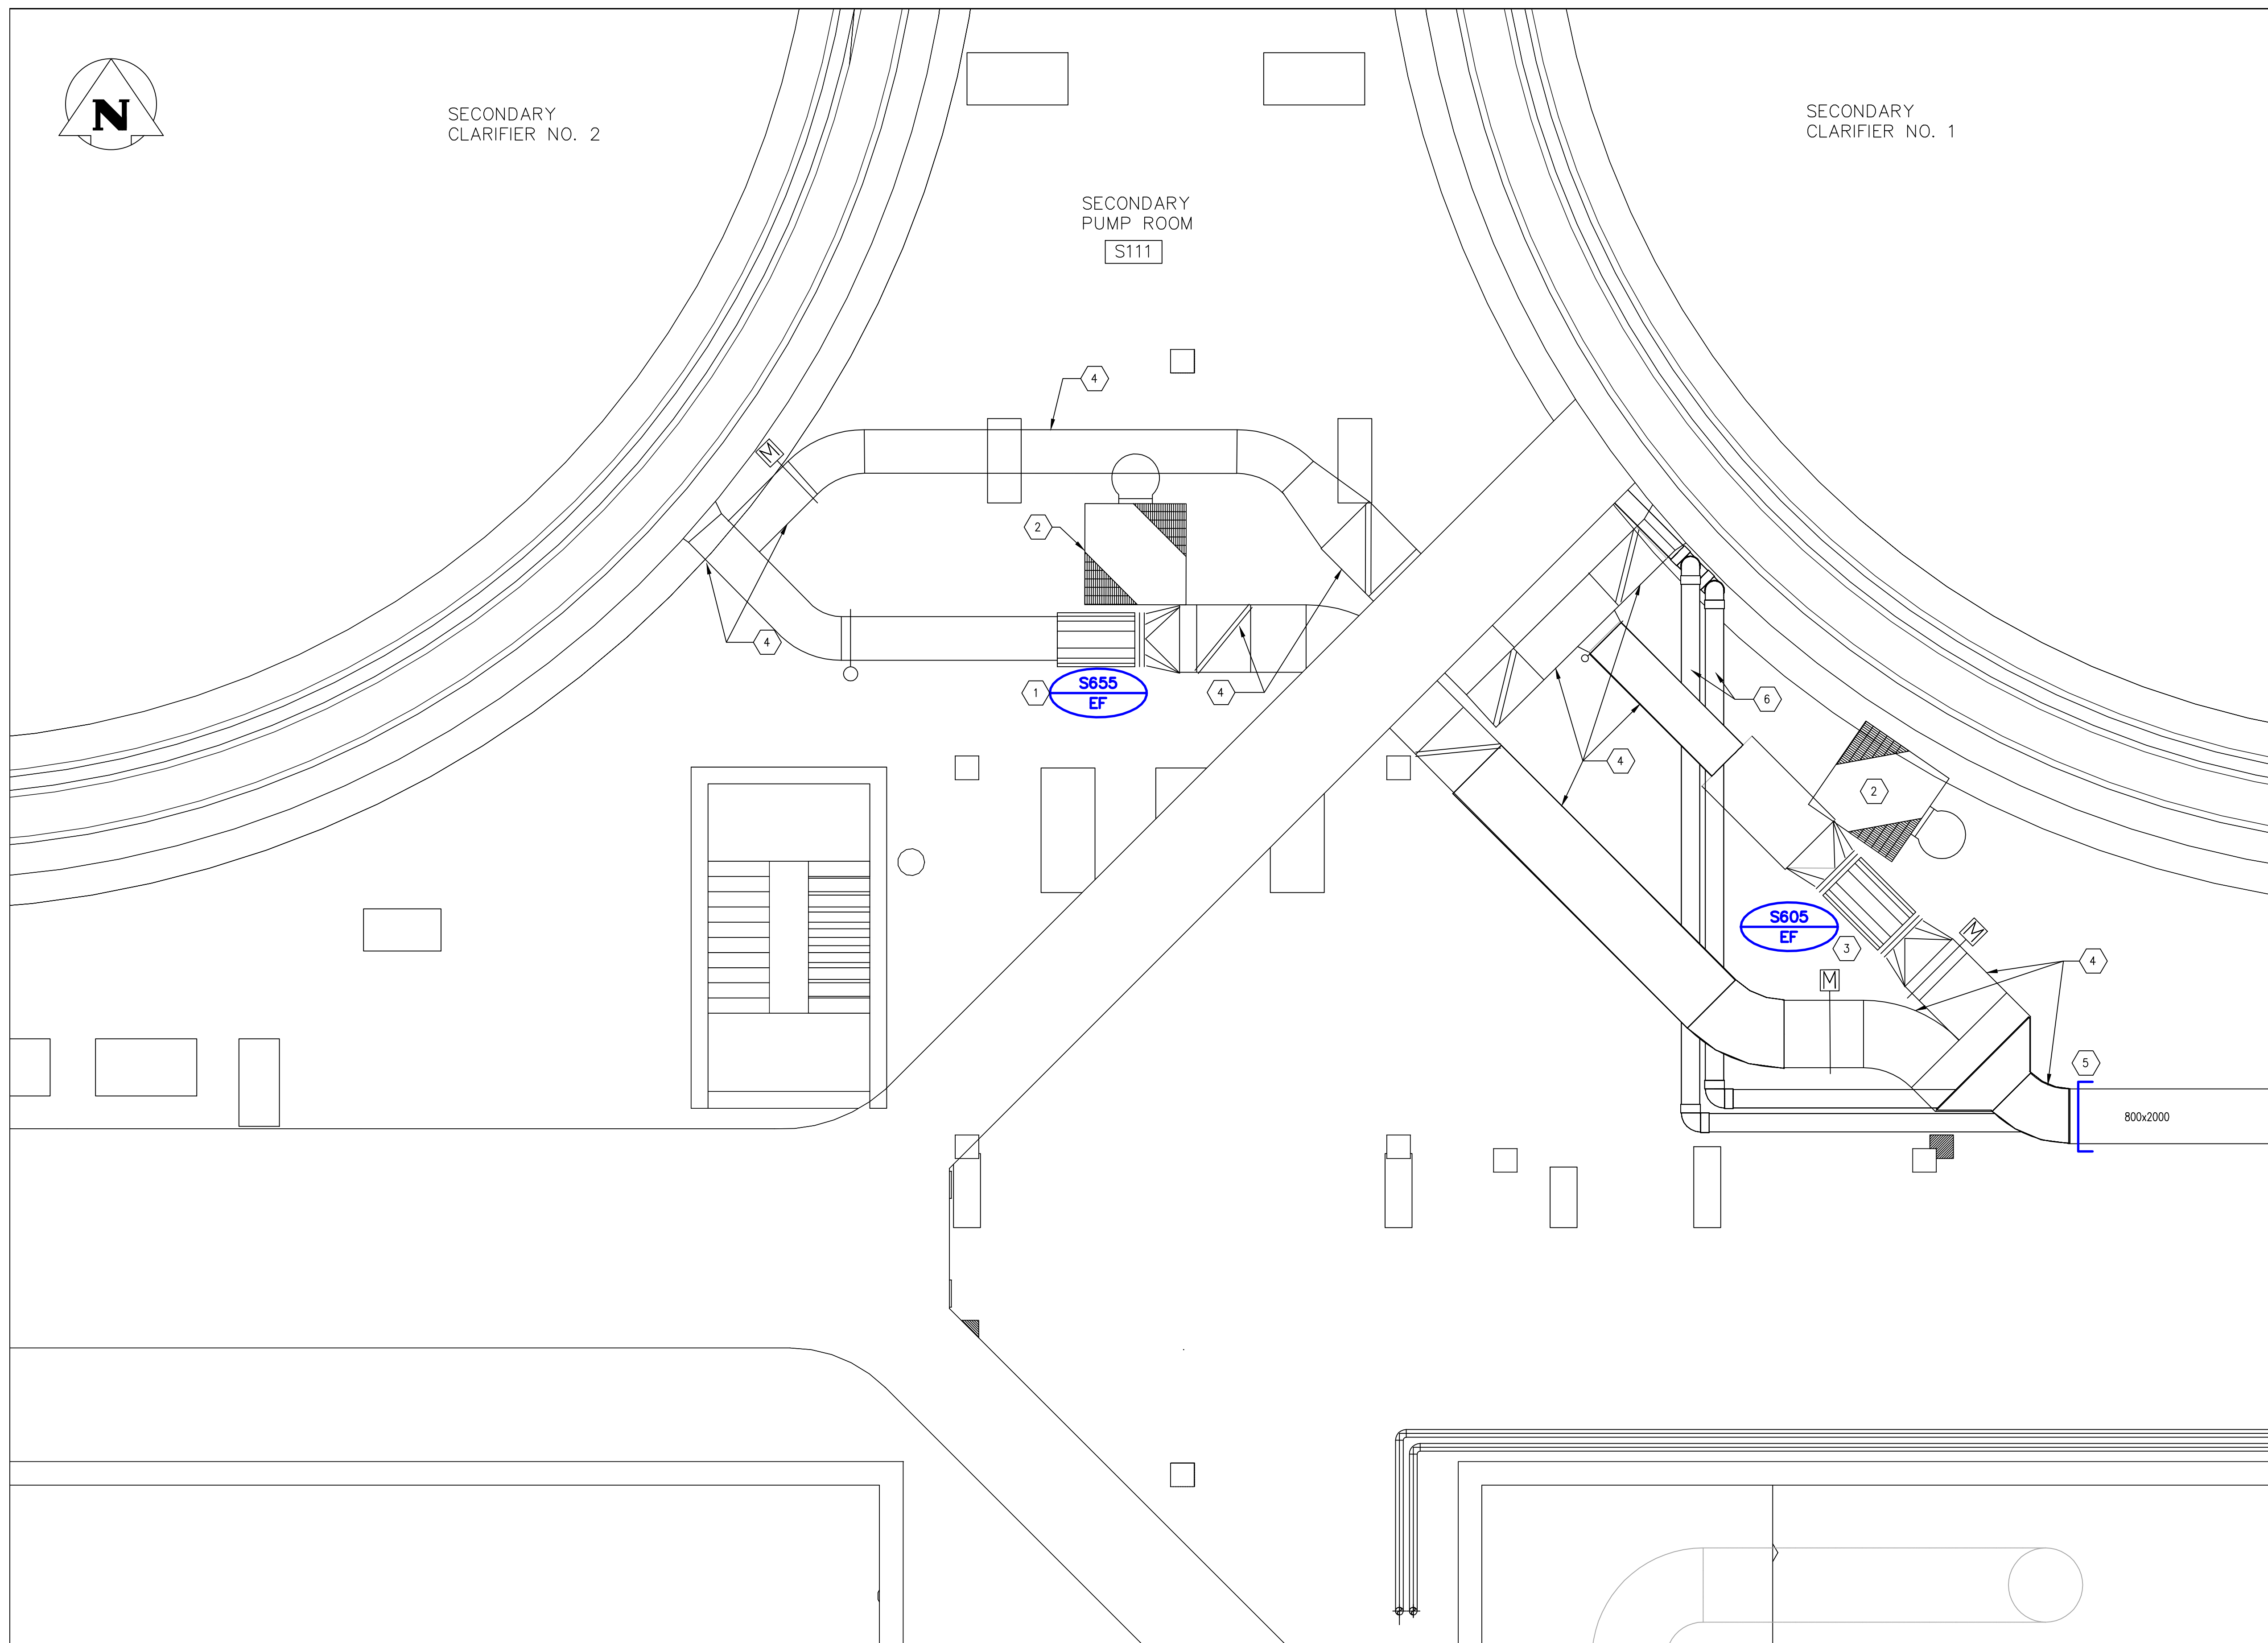 N
SECONDARY
CLARIFIER NO. 2
SECONDARY
CLARIFIER NO. 1
SECONDARY
PUMP ROOM
S111
4
M
2
4
1
S655
EF
4
6
4
2
S605
EF
3
M
M
4
5
800x2000